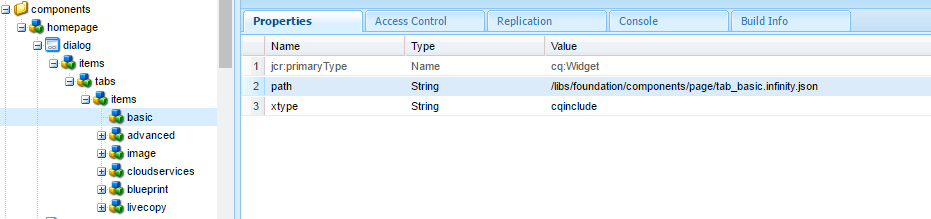 components
homepage
dialog
items
tabs
items
basic
advanced
image
cloudservices
blueprint
livecopy
Properties Access Control Replication Console Build Info
Name Type Value
1 jcr:primaryType Name cq:Widget
2 path String /libs/foundation/components/page/tab_basic.infinity.json
3 xtype String cqinclude